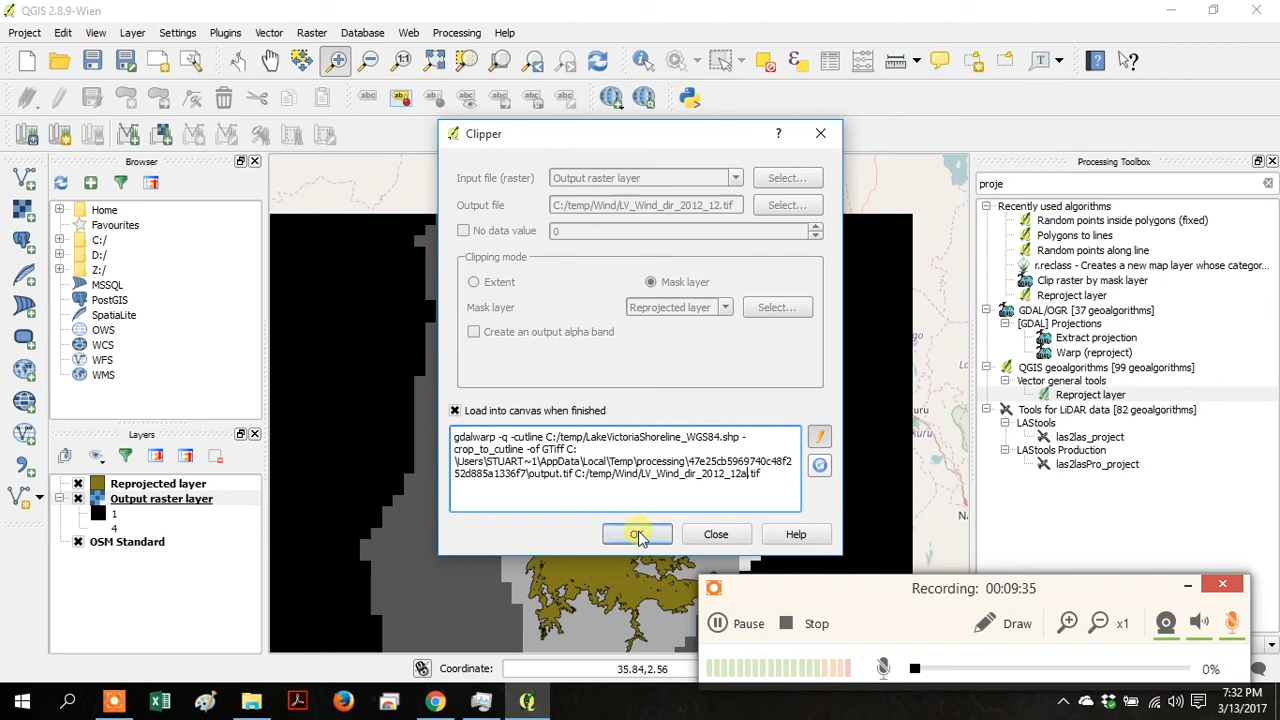 QGIS 2.8.9-Wien
Project Edit View Layer Settings Plugins Vector Raster Database Web Processing Help
Clipper
Input file (raster) Output raster layer Select...
Output file C:/temp/Wind/LV_Wind_dir_2012_12.tif Select...
No data value 0
Clipping mode
Extent Mask layer
Mask layer Reprojected layer Select...
Create an output alpha band
Load into canvas when finished
gdalwarp -q -cutline C:/temp/LakeVictoriaShoreline_WGS84.shp -
crop_to_cutline -of GTiff C:
\Users\STUART~1\AppData\Local\Temp\processing\47e25cb5969740c48f2
52d885a1336f7\output.tif C:/temp/Wind/LV_Wind_dir_2012_12a.tif
OK Close Help
Browser
Home
Favourites
C:/
D:/
Z:/
MSSQL
PostGIS
SpatiaLite
OWS
WCS
WFS
WMS
Layers
Reprojected layer
Output raster layer
1
4
OSM Standard
Processing Toolbox
proje
Recently used algorithms
Random points inside polygons (fixed)
Polygons to lines
Random points along line
r.reclass - Creates a new map layer whose categor...
Clip raster by mask layer
Reproject layer
GDAL/OGR [37 geoalgorithms]
[GDAL] Projections
Extract projection
Warp (reproject)
QGIS geoalgorithms [99 geoalgorithms]
Vector general tools
Reproject layer
Tools for LiDAR data [82 geoalgorithms]
LAStools
las2las_project
LAStools Production
las2lasPro_project
Recording: 00:09:35
Pause Stop Draw x1
0%
Coordinate: 35.84,2.56
7:32 PM
3/13/2017